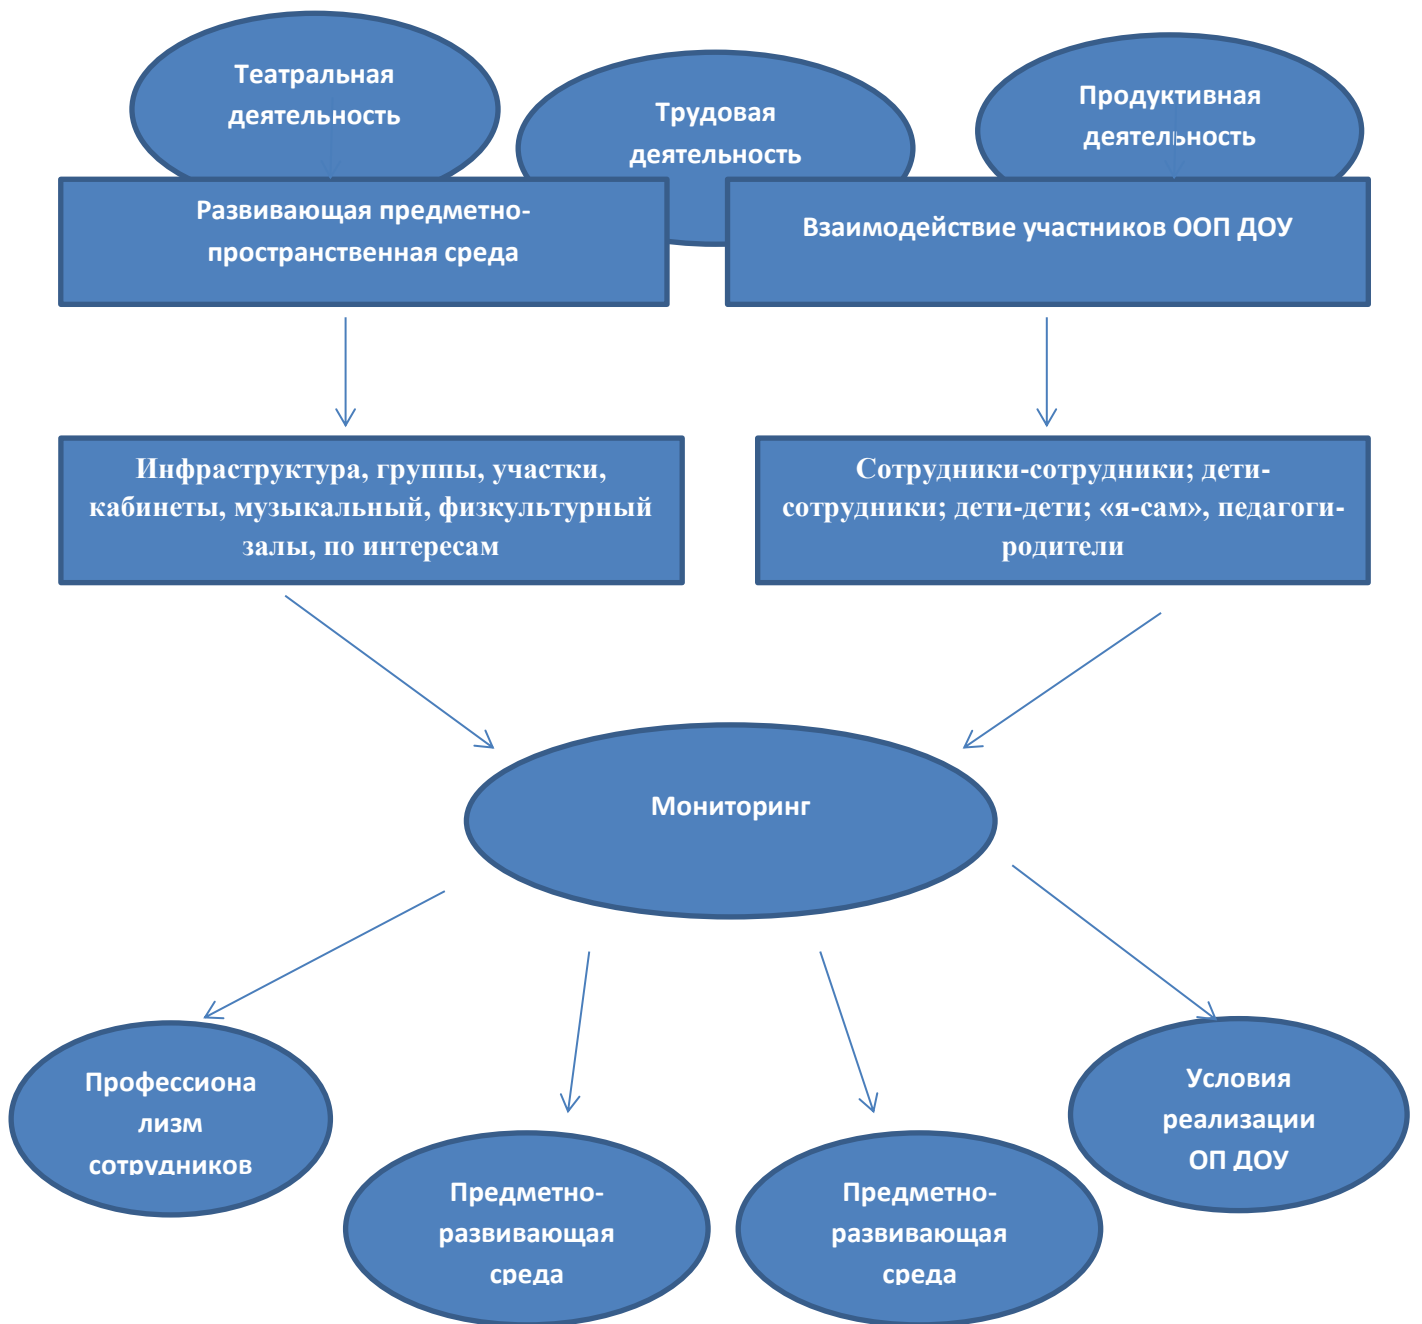 Театральная
деятельность
Трудовая
деятельность
Продуктивная
деятельность
Развивающая предметно-
пространственная среда
Взаимодействие участников ООП ДОУ
Инфраструктура, группы, участки,
кабинеты, музыкальный, физкультурный
залы, по интересам
Сотрудники-сотрудники; дети-
сотрудники; дети-дети; «я-сам», педагоги-
родители
Мониторинг
Профессиона
лизм
сотрудников
Предметно-
развивающая
среда
Предметно-
развивающая
среда
Условия
реализации
ОП ДОУ